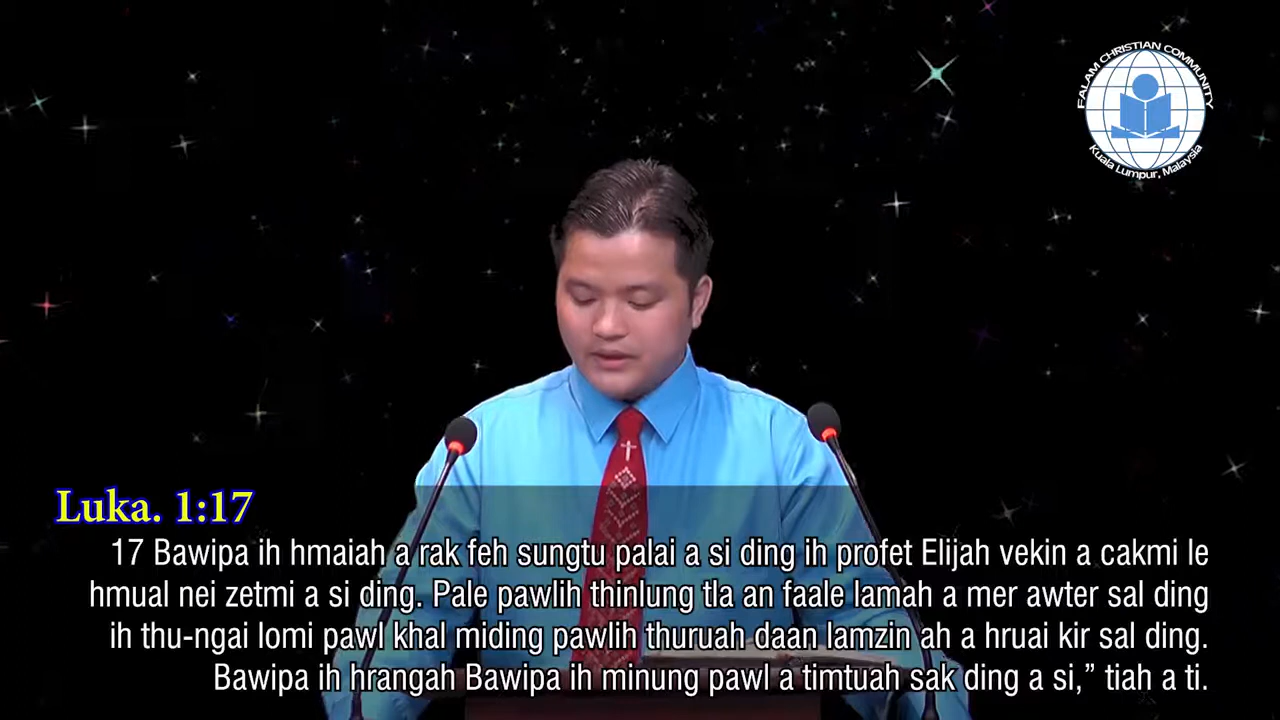 FALAM CHRISTIAN COMMUNITY
Kuala Lumpur, Malaysia
Luka. 1:17
17 Bawipa ih hmaiah a rak feh sungtu palai a si ding ih profet Elijah vekin a cakmi le
hmual nei zetmi a si ding. Pale pawlih thinlung tla an faale lamah a mer awter sal ding
ih thu-ngai lomi pawl khal miding pawlih thuruah daan lamzin ah a hruai kir sal ding.
Bawipa ih hrangah Bawipa ih minung pawl a timtuah sak ding a si,” tiah a ti.